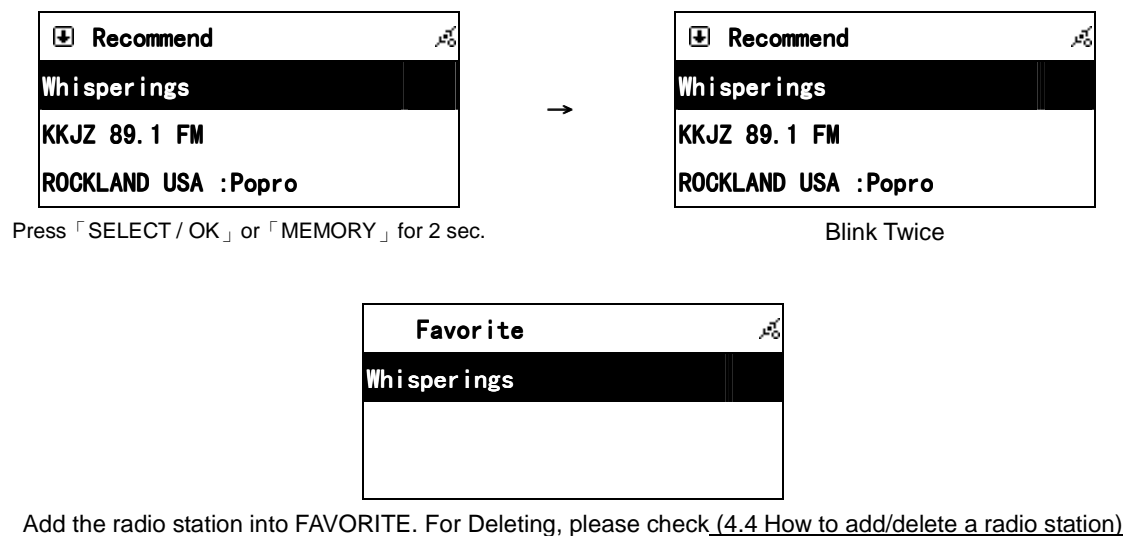 Recommend
Whisperings
KKJZ 89.1 FM
ROCKLAND USA :Popro
Press「SELECT / OK」or「MEMORY」for 2 sec.
→
Recommend
Whisperings
KKJZ 89.1 FM
ROCKLAND USA :Popro
Blink Twice
Favorite
Whisperings
Add the radio station into FAVORITE. For Deleting, please check (4.4 How to add/delete a radio station)